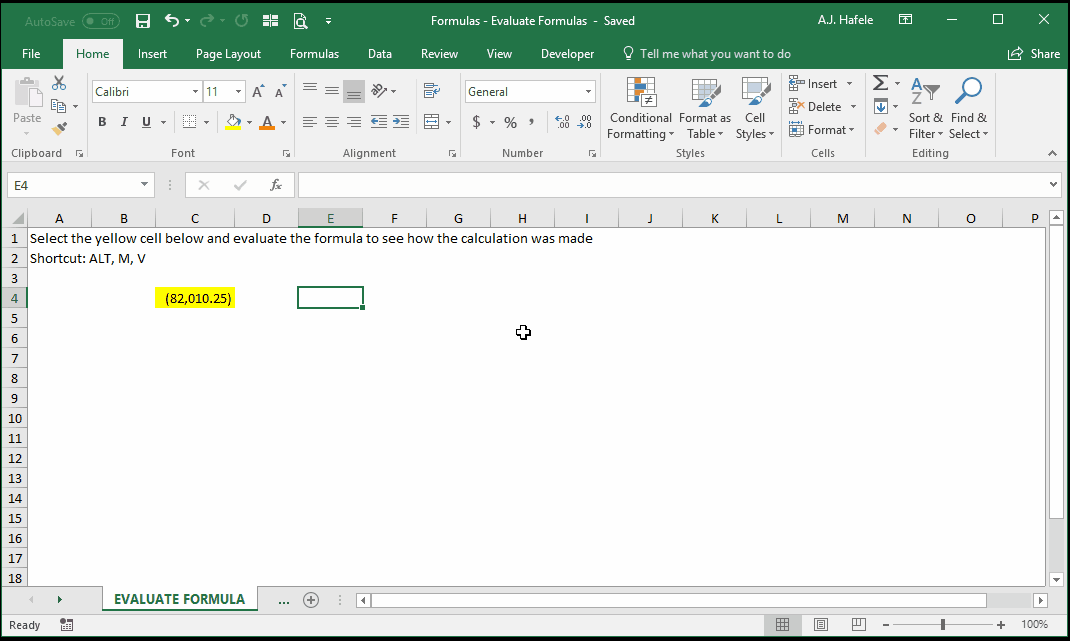 AutoSave Off Formulas - Evaluate Formulas - Saved A.J. Hafele
File Home Insert Page Layout Formulas Data Review View Developer Tell me what you want to do Share
Paste
Calibri 11
B I U A
General
$ % ,
Conditional Formatting
Format as Table
Cell Styles
Insert
Delete
Format
Sort & Filter
Find & Select
Clipboard Font Alignment Number Styles Cells Editing
E4 fx
A B C D E F G H I J K L M N O P
1 Select the yellow cell below and evaluate the formula to see how the calculation was made
2 Shortcut: ALT, M, V
3
4 (82,010.25)
5
6
7
8
9
10
11
12
13
14
15
16
17
18
EVALUATE FORMULA ...
Ready 100%